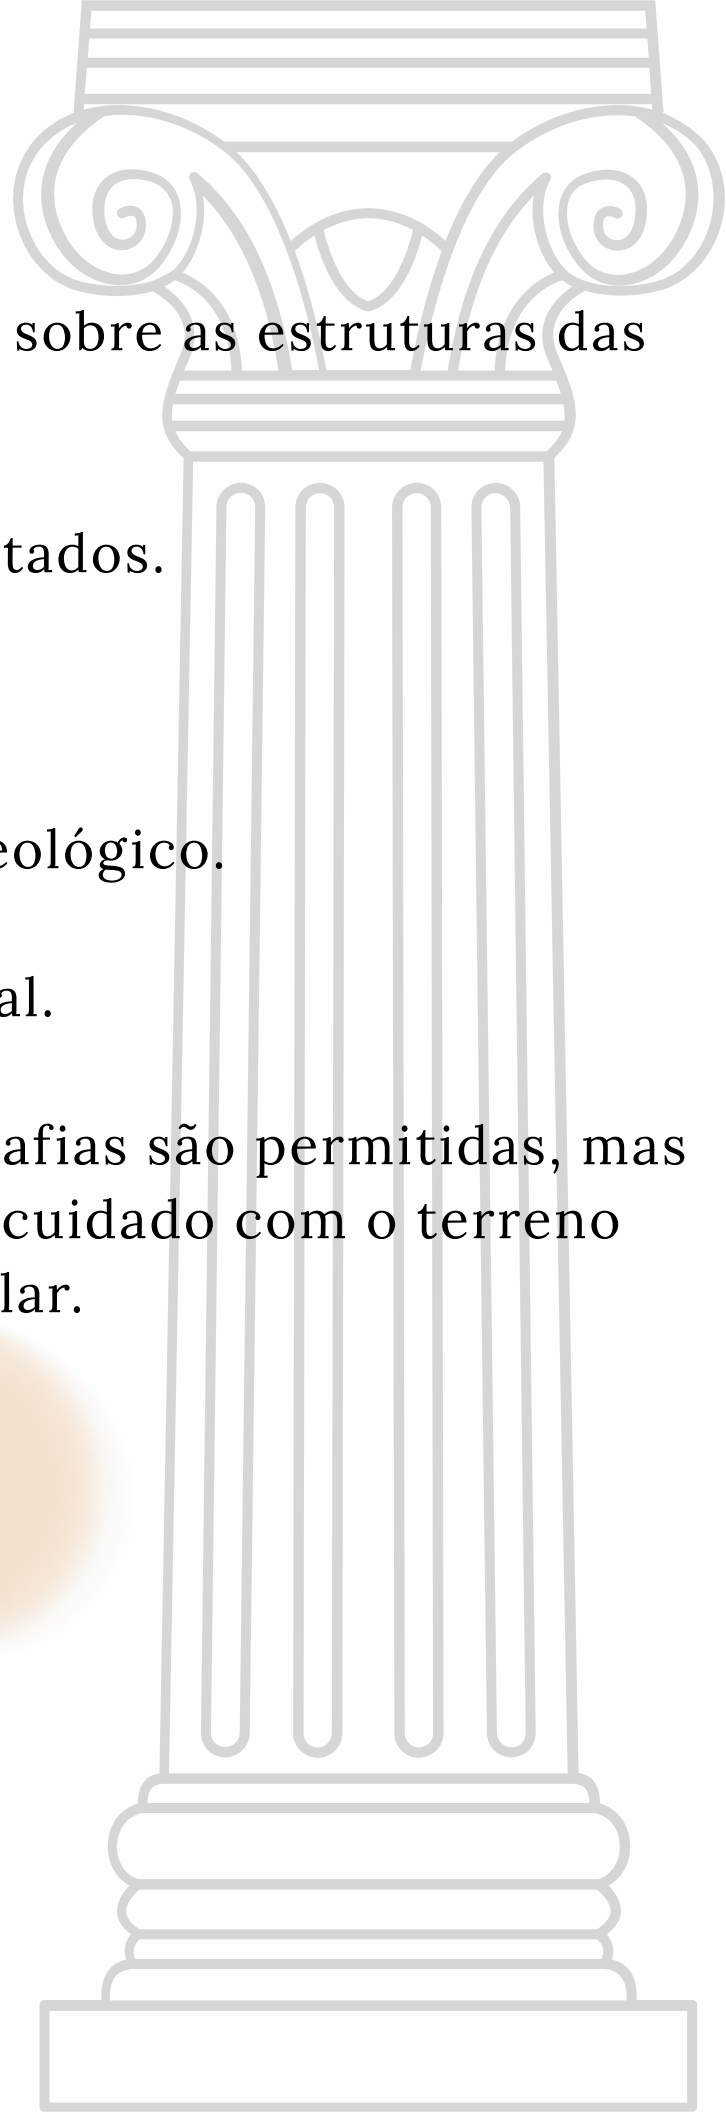 sobre as estruturas das
tados.
eológico.
al.
afias são permitidas, mas
cuidado com o terreno
lar.